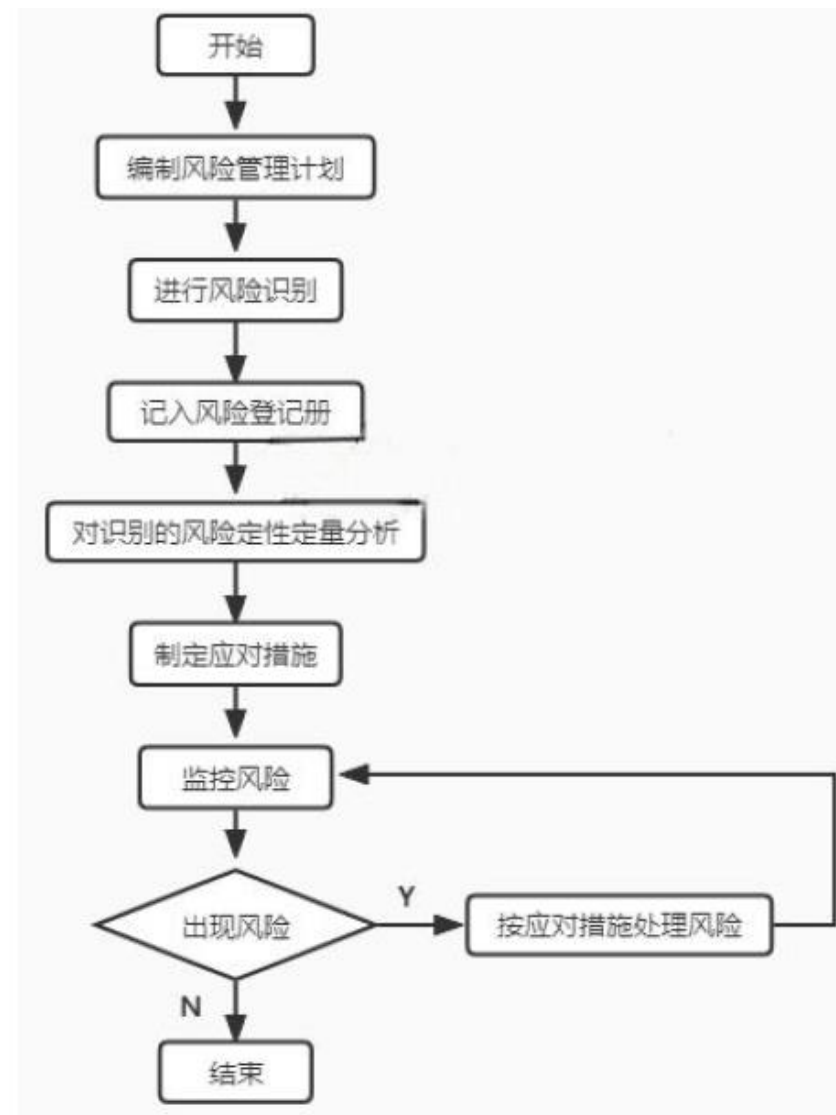 开始
编制风险管理计划
进行风险识别
记入风险登记册
对识别的风险定性定量分析
制定应对措施
监控风险
出现风险
Y
按应对措施处理风险
N
结束